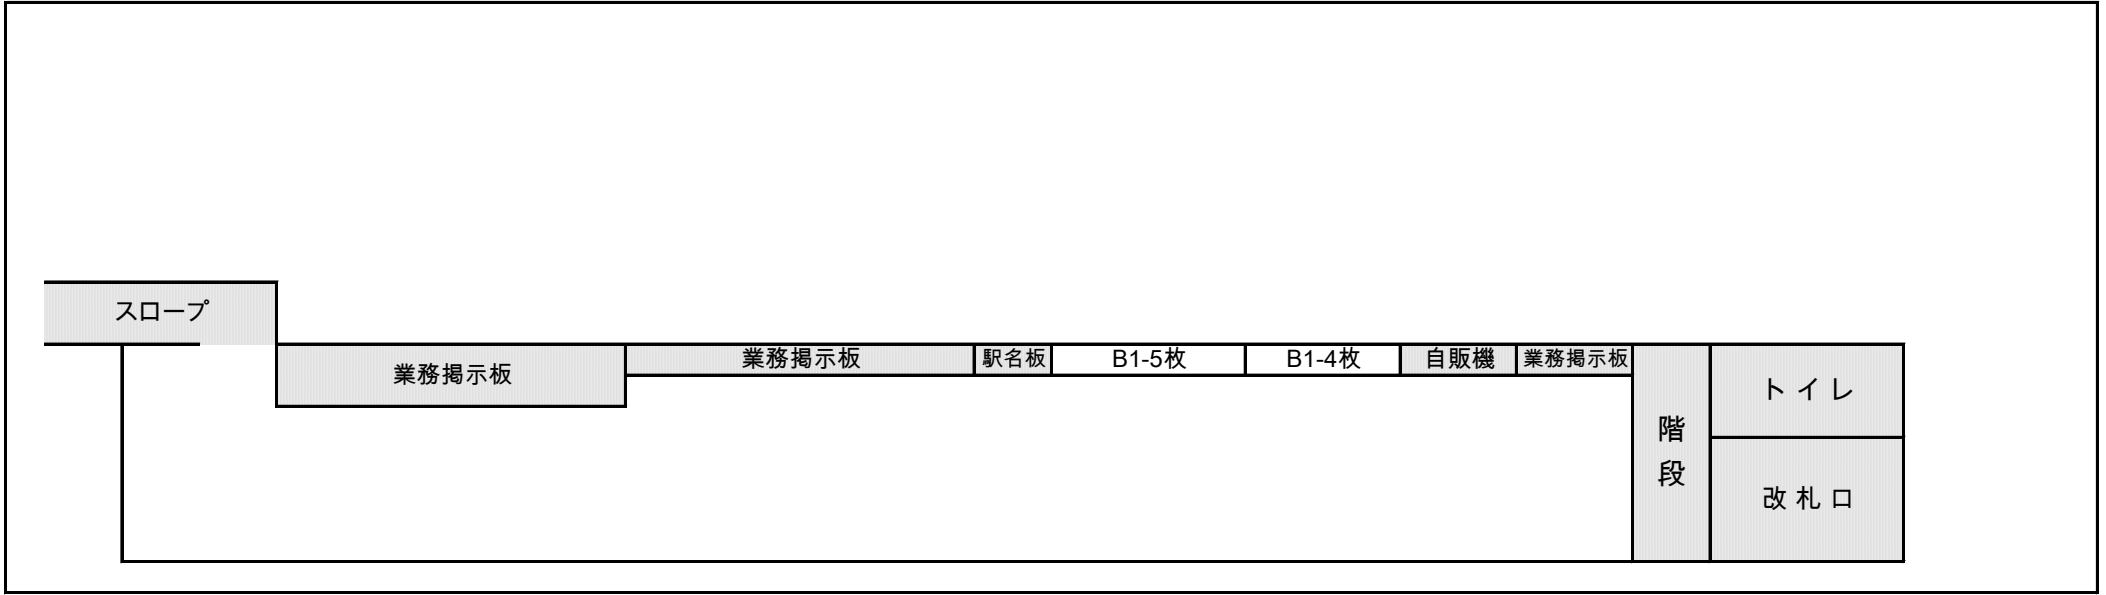 スロープ
業務掲示板
業務掲示板
駅名板
B1-5枚
B1-4枚
自販機
業務掲示板
階段
トイレ
改札口